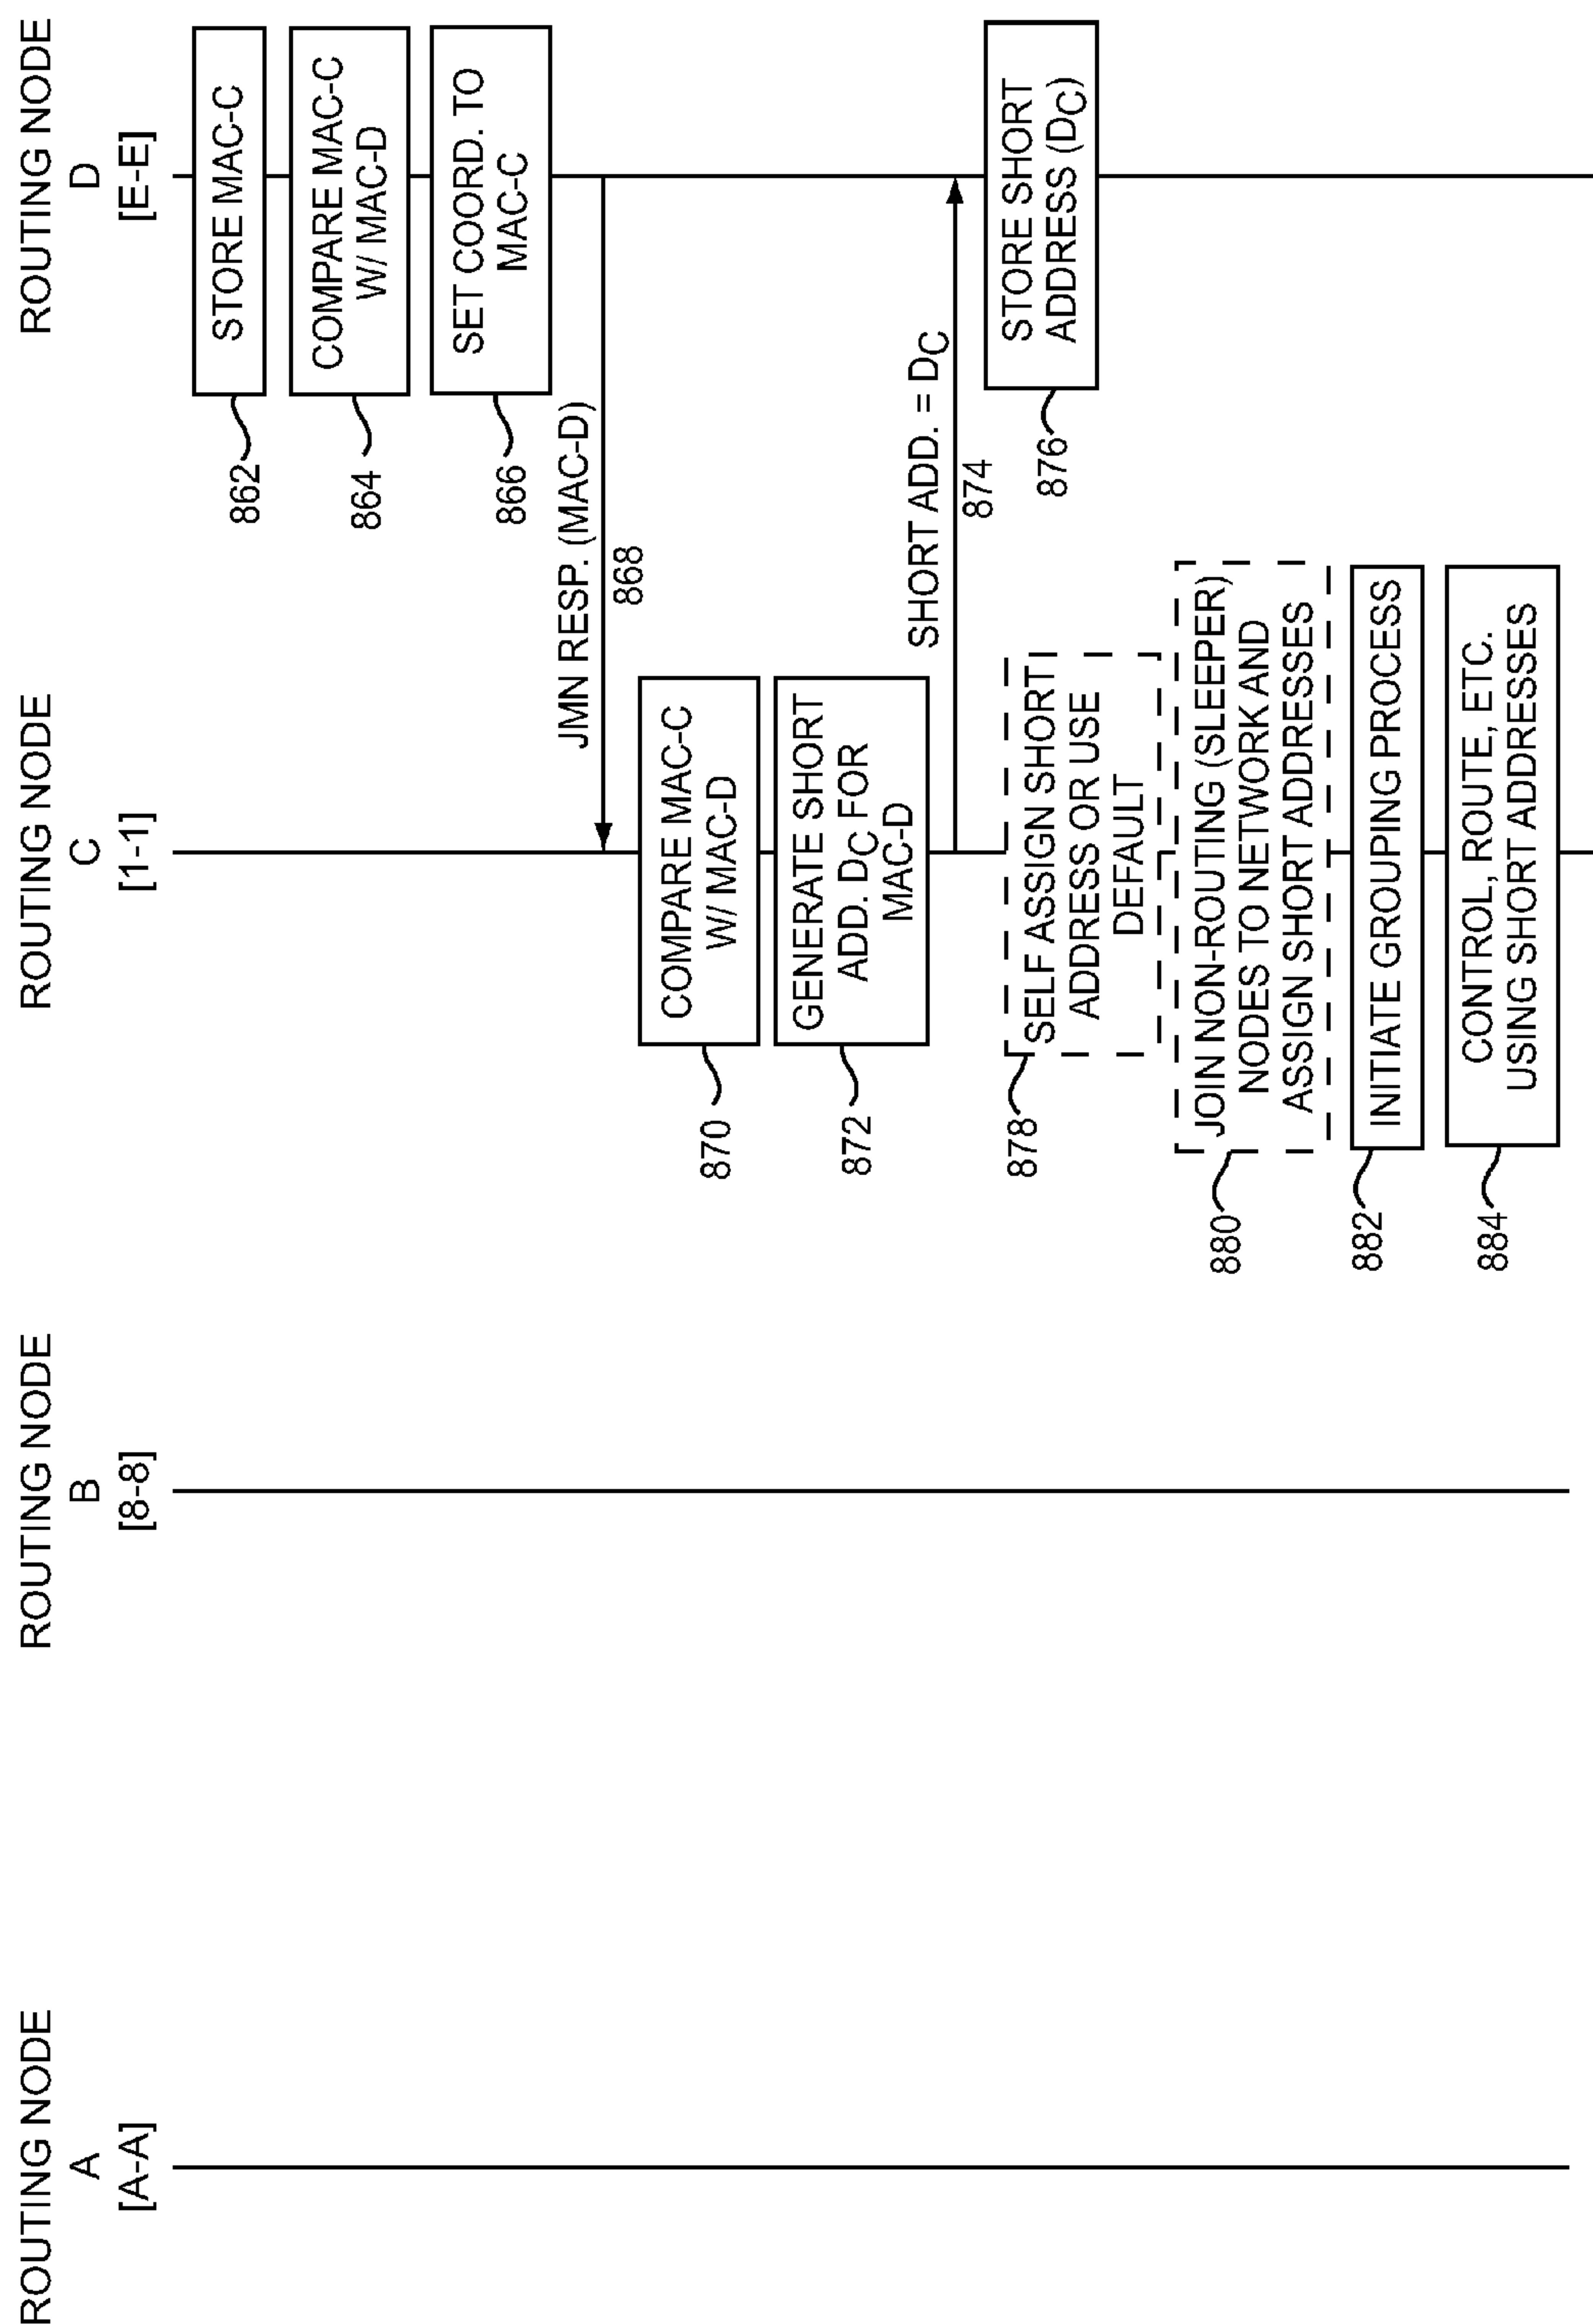 ROUTING NODE
A
[A-A]
ROUTING NODE
B
[8-8]
ROUTING NODE
C
[1-1]
ROUTING NODE
D
[E-E]
STORE MAC-C
862
COMPARE MAC-C
W/ MAC-D
864
SET COORD. TO
MAC-C
866
JMN RESP. (MAC-D)
868
COMPARE MAC-C
W/ MAC-D
870
GENERATE SHORT
ADD. DC FOR
MAC-D
872
SHORT ADD. = DC
874
STORE SHORT
ADDRESS (DC)
876
SELF ASSIGN SHORT
ADDRESS OR USE
DEFAULT
878
JOIN NON-ROUTING (SLEEPER)
NODES TO NETWORK AND
ASSIGN SHORT ADDRESSES
880
INITIATE GROUPING PROCESS
882
CONTROL, ROUTE, ETC.
USING SHORT ADDRESSES
884